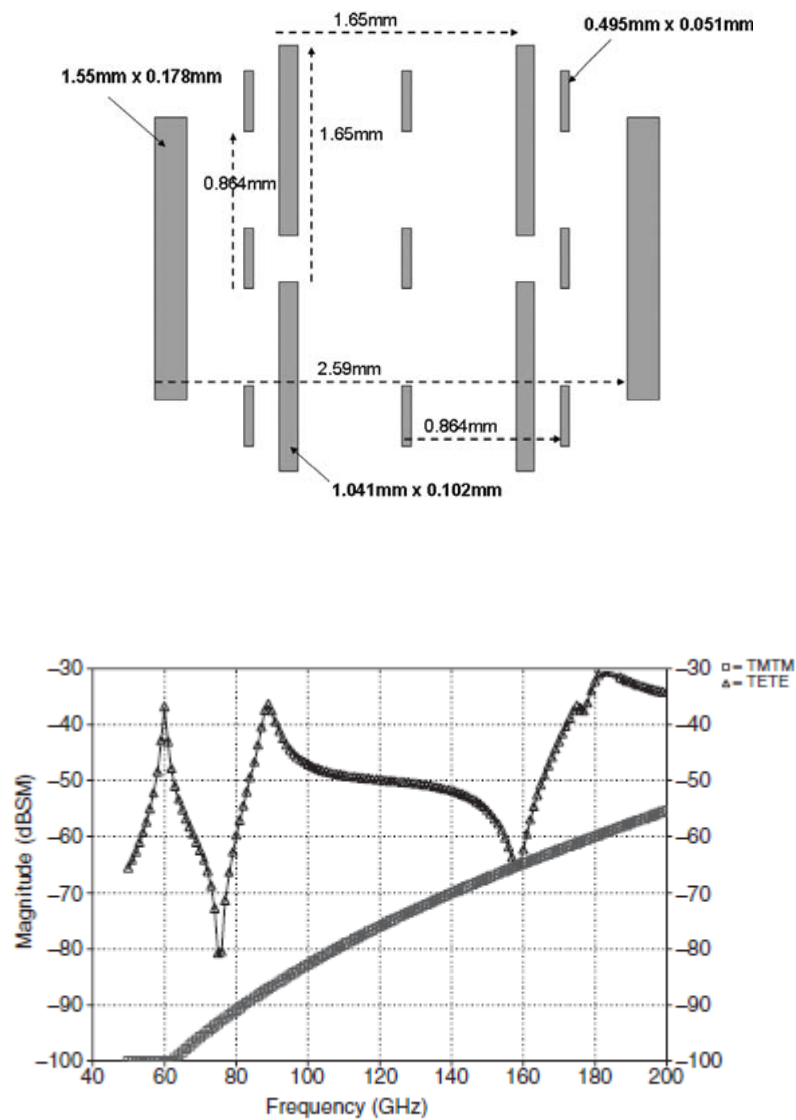 1.65mm
0.495mm x 0.051mm
1.55mm x 0.178mm
1.65mm
0.864mm
2.59mm
0.864mm
1.041mm x 0.102mm
−30
−40
−50
−60
−70
−80
−90
−100
Magnitude (dBSM)
−30
−40
−50
−60
−70
−80
−90
−100
= TMTM
= TETE
40
60
80
100
120
140
160
180
200
Frequency (GHz)